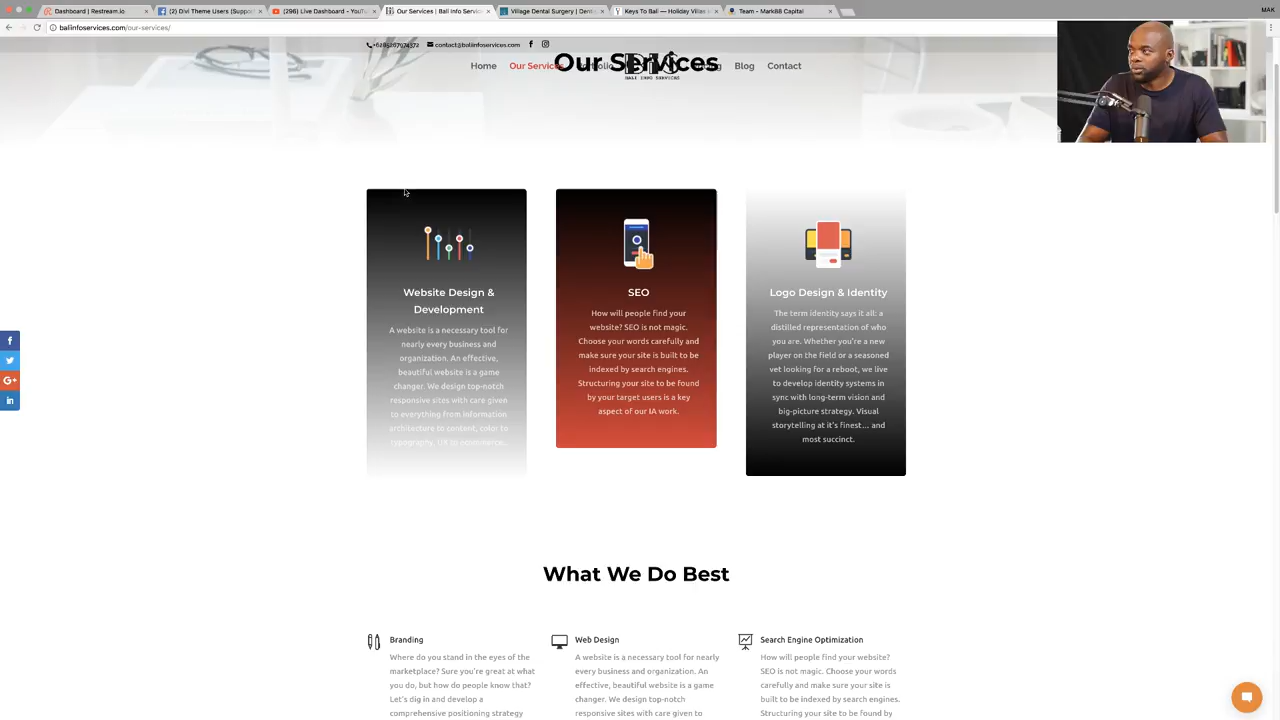 Dashboard | Restream.io
(2) Divi Theme Users (Suppo
(296) Live Dashboard - YouT
Our Services | Bali Info Servic
Village Dental Surgery | Dent
Keys To Bali — Holiday Villas I
Team - Mark88 Capital
MAK
baliinfoservices.com/our-services/
contact@baliinfoservices.com
Our Services
Home
Our Services
Portfolio
BIS
Blog
Contact
BALI INFO SERVICES
Website Design &
Development
A website is a necessary tool for
nearly every business and
organization. An effective,
beautiful website is a game
changer. We design top-notch
responsive sites with care given
to everything from information
architecture to content, color to
typography, UX to ecommerce...
SEO
How will people find your
website? SEO is not magic.
Choose your words carefully and
make sure your site is built to be
indexed by search engines.
Structuring your site to be found
by your target users is a key
aspect of our IA work.
Logo Design & Identity
The term identity says it all: a
distilled representation of who
you are. Whether you're a new
player on the field or a seasoned
vet looking for a reboot, we live
to develop identity systems in
sync with long-term vision and
big-picture strategy. Visual
storytelling at it's finest... and
most succinct.
What We Do Best
Branding
Where do you stand in the eyes of the
marketplace? Sure you're great at what
you do, but how do people know that?
Let's dig in and develop a
comprehensive positioning strategy
Web Design
A website is a necessary tool for nearly
every business and organization. An
effective, beautiful website is a game
changer. We design top-notch
responsive sites with care given to
Search Engine Optimization
How will people find your website?
SEO is not magic. Choose your words
carefully and make sure your site is
built to be indexed by search engines.
Structuring your site to be found by